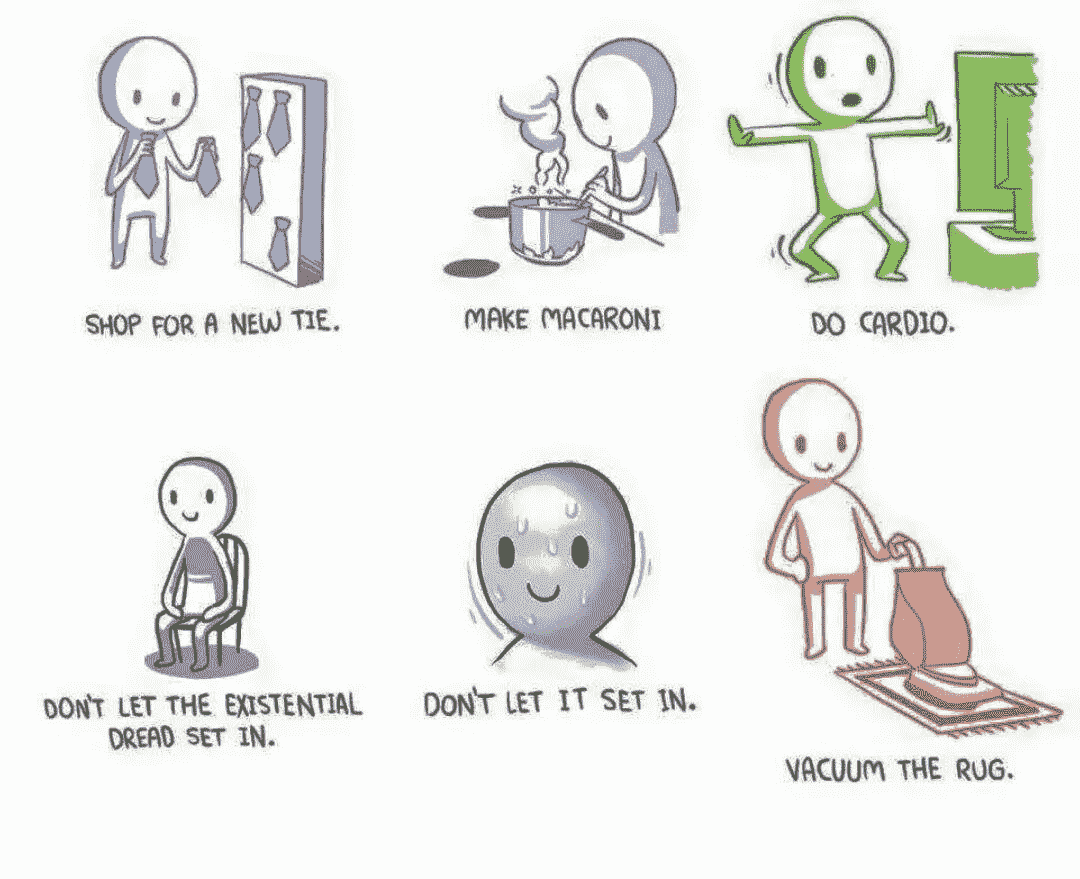 SHOP FOR A NEW TIE.
MAKE MACARONI
DO CARDIO.
DON'T LET THE EXISTENTIAL
DREAD SET IN.
DON'T LET IT SET IN.
VACUUM THE RUG.